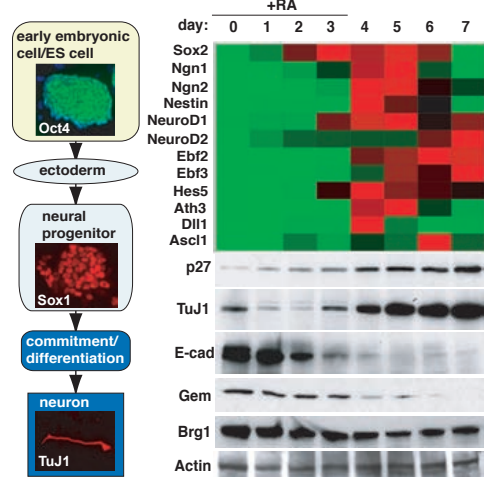 early embryonic
cell/ES cell
Oct4
ectoderm
neural
progenitor
Sox1
commitment/
differentiation
neuron
TuJ1
+RA
day: 0 1 2 3 4 5 6 7
Sox2
Ngn1
Ngn2
Nestin
NeuroD1
NeuroD2
Ebf2
Ebf3
Hes5
Ath3
Dll1
Ascl1
p27
TuJ1
E-cad
Gem
Brg1
Actin